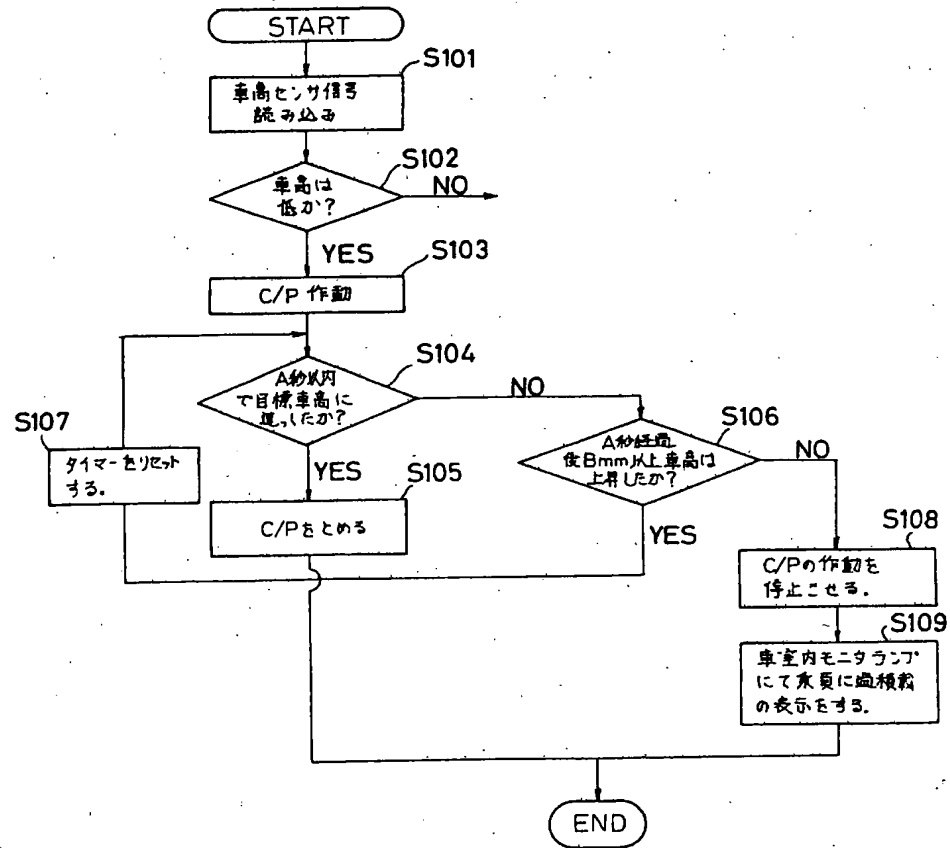 START
S101
車高センサ信号
読み込み
S102
車高は
低か?
NO
YES
S103
C/P 作動
S104
A秒以内
で目標車高に
達っしたか?
NO
S107
タイマーをリセット
する。
YES
S105
C/Pをとめる
S106
A秒経過
後Bmm以上車高は
上昇したか?
NO
YES
S108
C/Pの作動を
停止させる。
S109
車室内モニタランプ
にて乗員に過積載
の表示をする。
END